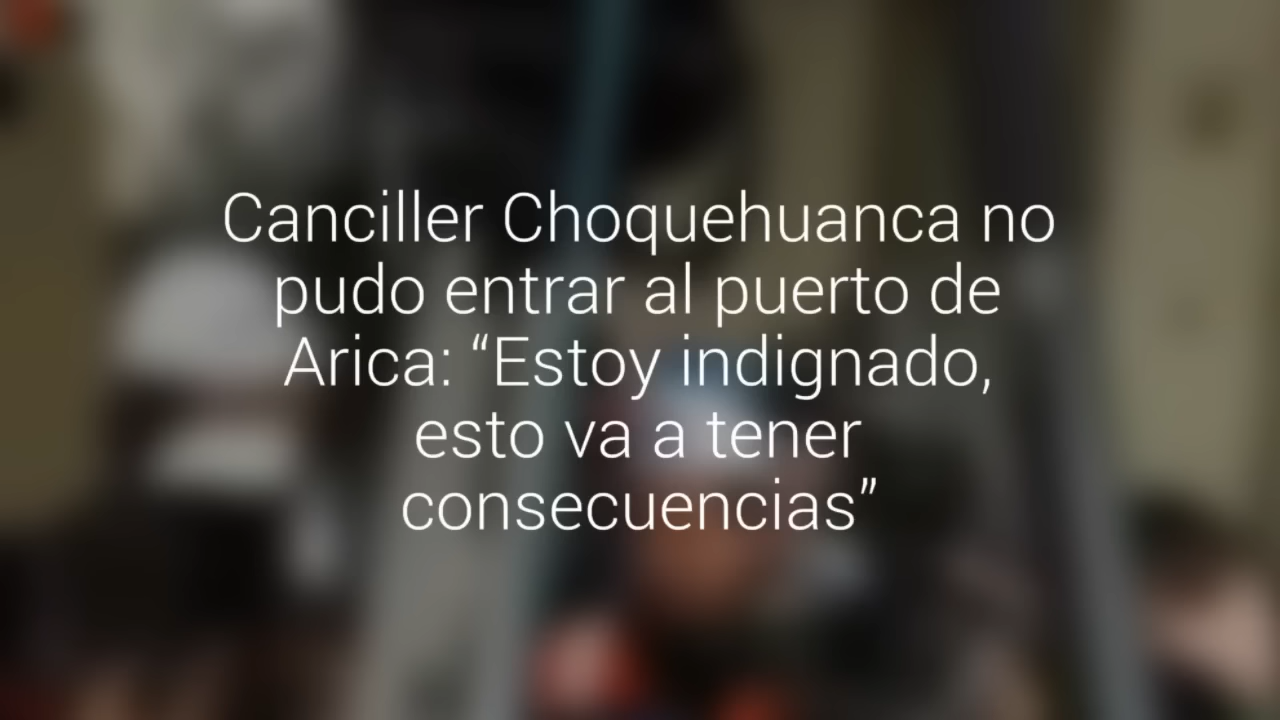 Canciller Choquehuanca no
pudo entrar al puerto de
Arica: “Estoy indignado,
esto va a tener
consecuencias”